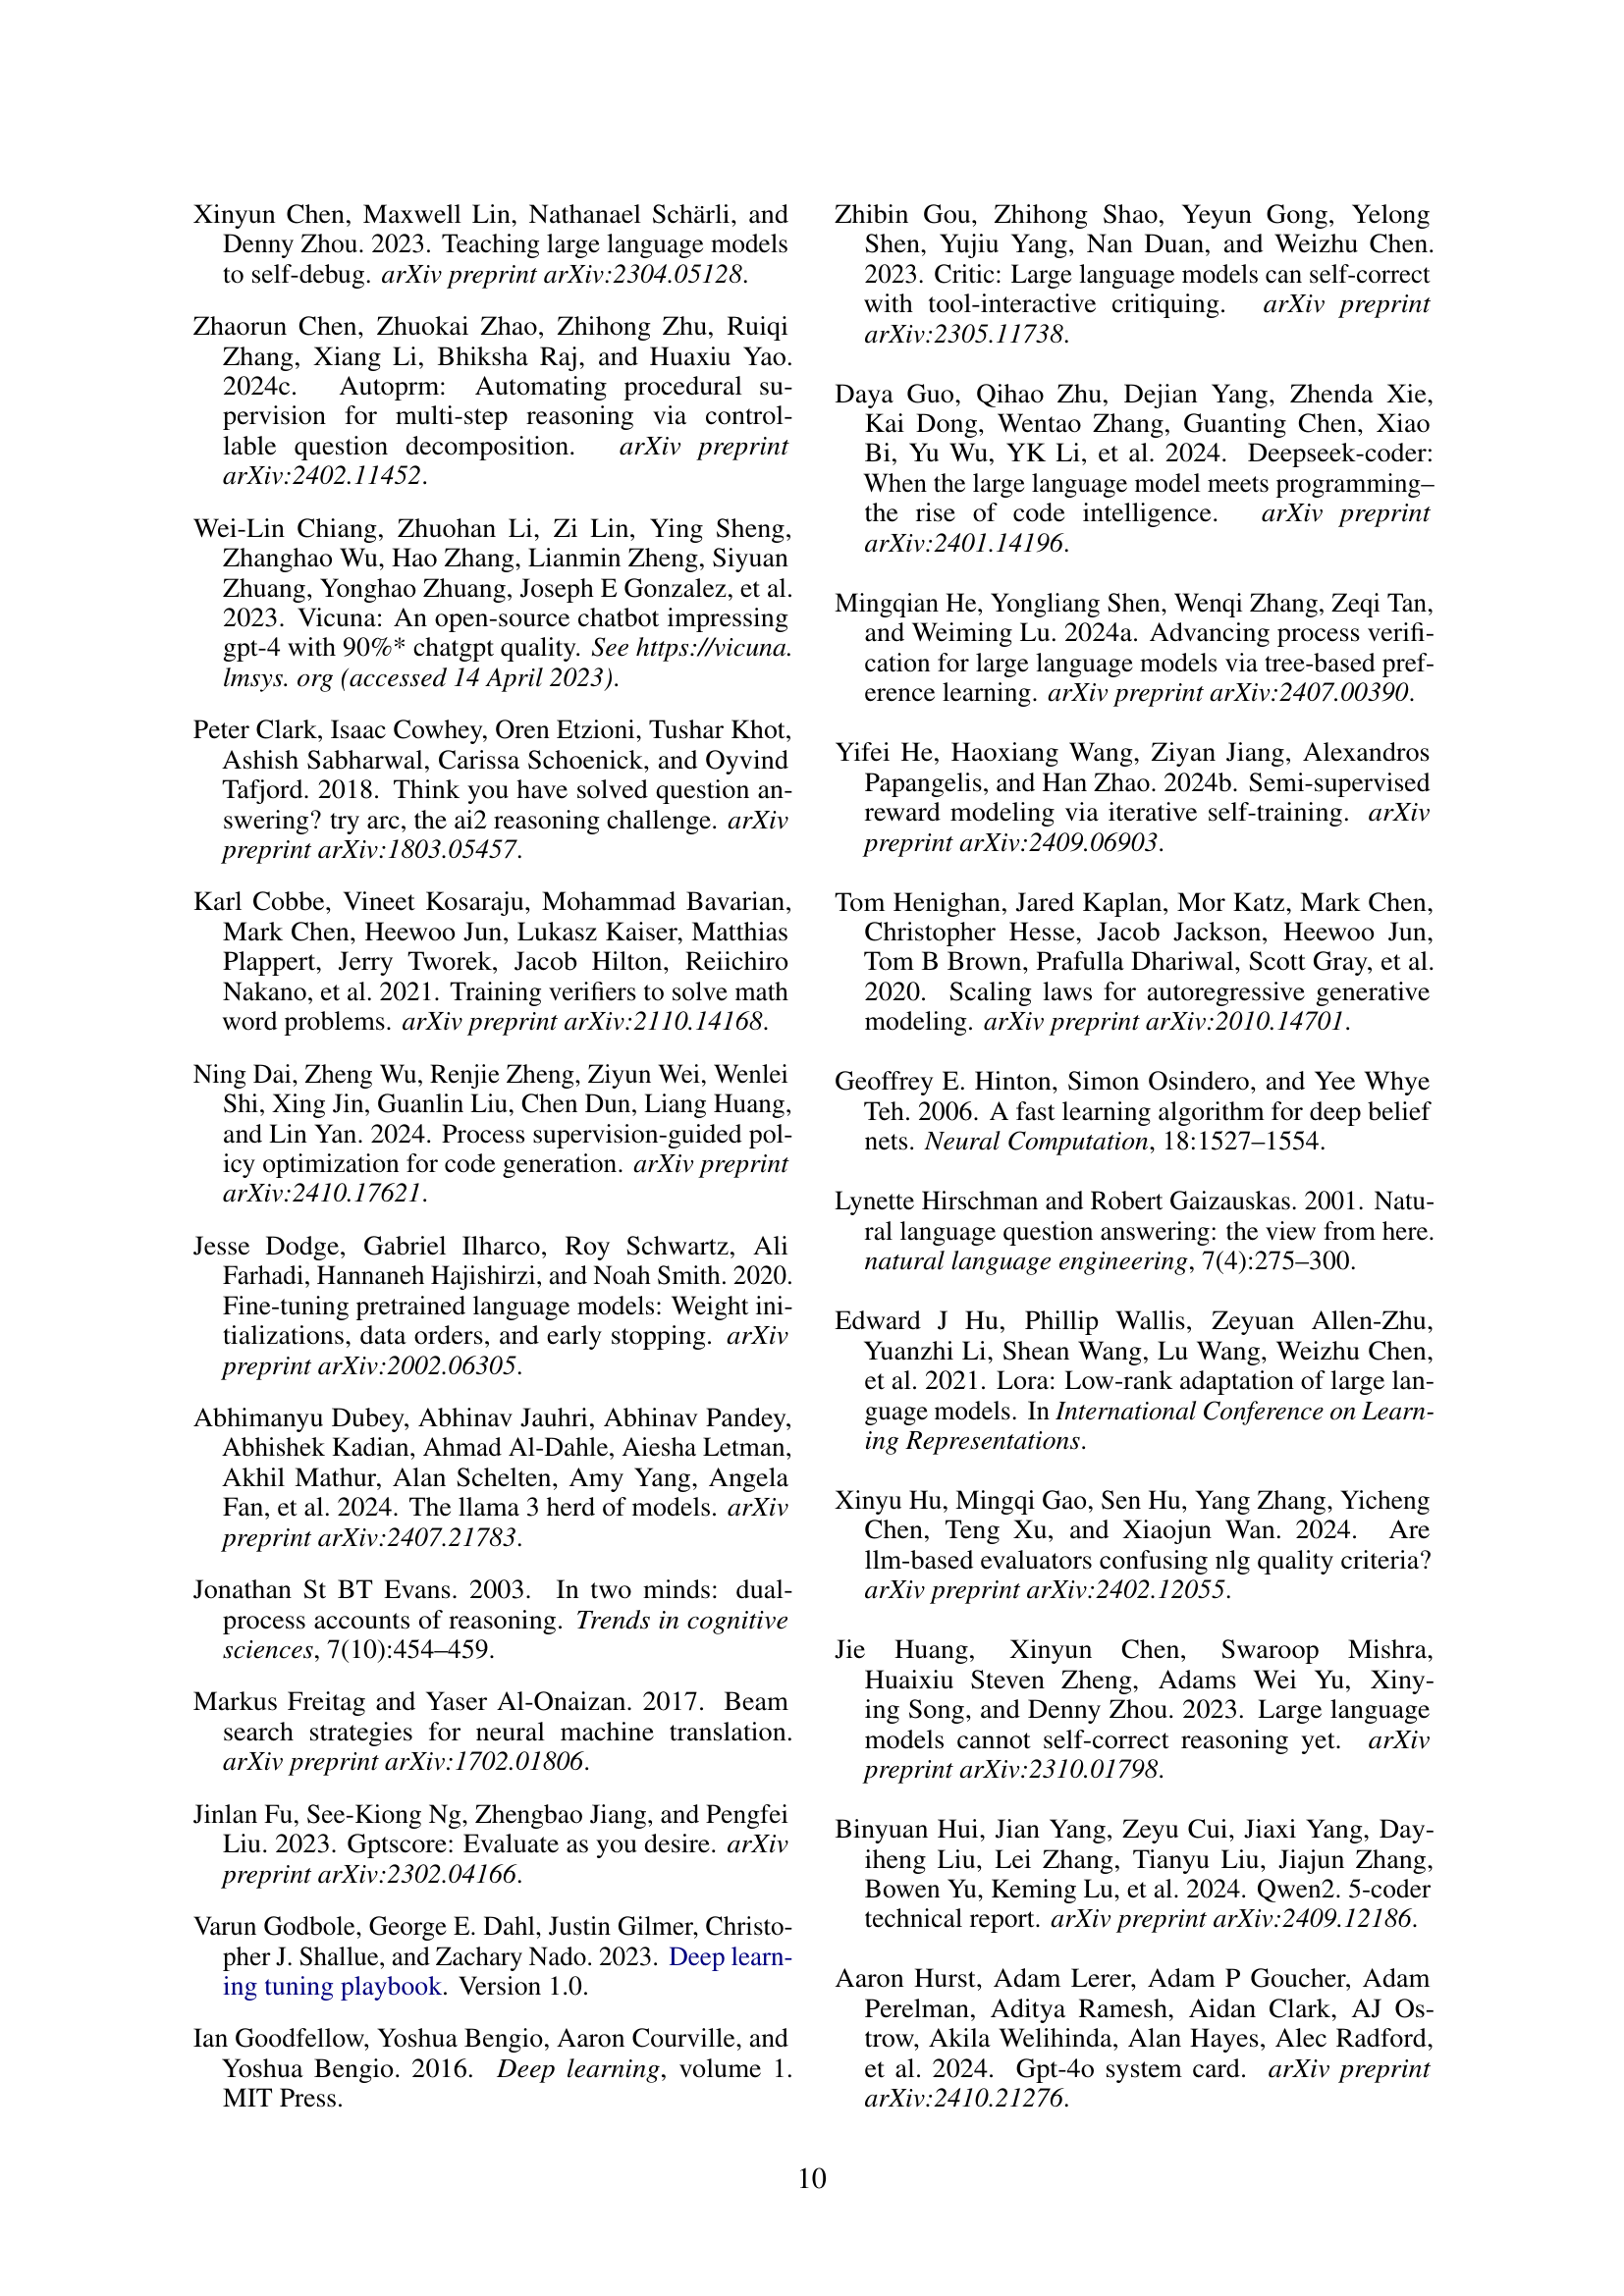 Xinyun Chen, Maxwell Lin, Nathanael Schärli, and
Denny Zhou. 2023. Teaching large language models
to self-debug. arXiv preprint arXiv:2304.05128.
Zhaorun Chen, Zhuokai Zhao, Zhihong Zhu, Ruiqi
Zhang, Xiang Li, Bhiksha Raj, and Huaxiu Yao.
2024c. Autoprm: Automating procedural su-
pervision for multi-step reasoning via control-
lable question decomposition. arXiv preprint
arXiv:2402.11452.
Wei-Lin Chiang, Zhuohan Li, Zi Lin, Ying Sheng,
Zhanghao Wu, Hao Zhang, Lianmin Zheng, Siyuan
Zhuang, Yonghao Zhuang, Joseph E Gonzalez, et al.
2023. Vicuna: An open-source chatbot impressing
gpt-4 with 90%* chatgpt quality. See https://vicuna.
lmsys. org (accessed 14 April 2023).
Peter Clark, Isaac Cowhey, Oren Etzioni, Tushar Khot,
Ashish Sabharwal, Carissa Schoenick, and Oyvind
Tafjord. 2018. Think you have solved question an-
swering? try arc, the ai2 reasoning challenge. arXiv
preprint arXiv:1803.05457.
Karl Cobbe, Vineet Kosaraju, Mohammad Bavarian,
Mark Chen, Heewoo Jun, Lukasz Kaiser, Matthias
Plappert, Jerry Tworek, Jacob Hilton, Reiichiro
Nakano, et al. 2021. Training verifiers to solve math
word problems. arXiv preprint arXiv:2110.14168.
Ning Dai, Zheng Wu, Renjie Zheng, Ziyun Wei, Wenlei
Shi, Xing Jin, Guanlin Liu, Chen Dun, Liang Huang,
and Lin Yan. 2024. Process supervision-guided pol-
icy optimization for code generation. arXiv preprint
arXiv:2410.17621.
Jesse Dodge, Gabriel Ilharco, Roy Schwartz, Ali
Farhadi, Hannaneh Hajishirzi, and Noah Smith. 2020.
Fine-tuning pretrained language models: Weight ini-
tializations, data orders, and early stopping. arXiv
preprint arXiv:2002.06305.
Abhimanyu Dubey, Abhinav Jauhri, Abhinav Pandey,
Abhishek Kadian, Ahmad Al-Dahle, Aiesha Letman,
Akhil Mathur, Alan Schelten, Amy Yang, Angela
Fan, et al. 2024. The llama 3 herd of models. arXiv
preprint arXiv:2407.21783.
Jonathan St BT Evans. 2003. In two minds: dual-
process accounts of reasoning. Trends in cognitive
sciences, 7(10):454–459.
Markus Freitag and Yaser Al-Onaizan. 2017. Beam
search strategies for neural machine translation.
arXiv preprint arXiv:1702.01806.
Jinlan Fu, See-Kiong Ng, Zhengbao Jiang, and Pengfei
Liu. 2023. Gptscore: Evaluate as you desire. arXiv
preprint arXiv:2302.04166.
Varun Godbole, George E. Dahl, Justin Gilmer, Christo-
pher J. Shallue, and Zachary Nado. 2023. Deep learn-
ing tuning playbook. Version 1.0.
Ian Goodfellow, Yoshua Bengio, Aaron Courville, and
Yoshua Bengio. 2016. Deep learning, volume 1.
MIT Press.
Zhibin Gou, Zhihong Shao, Yeyun Gong, Yelong
Shen, Yujiu Yang, Nan Duan, and Weizhu Chen.
2023. Critic: Large language models can self-correct
with tool-interactive critiquing. arXiv preprint
arXiv:2305.11738.
Daya Guo, Qihao Zhu, Dejian Yang, Zhenda Xie,
Kai Dong, Wentao Zhang, Guanting Chen, Xiao
Bi, Yu Wu, YK Li, et al. 2024. Deepseek-coder:
When the large language model meets programming–
the rise of code intelligence. arXiv preprint
arXiv:2401.14196.
Mingqian He, Yongliang Shen, Wenqi Zhang, Zeqi Tan,
and Weiming Lu. 2024a. Advancing process verifi-
cation for large language models via tree-based pref-
erence learning. arXiv preprint arXiv:2407.00390.
Yifei He, Haoxiang Wang, Ziyan Jiang, Alexandros
Papangelis, and Han Zhao. 2024b. Semi-supervised
reward modeling via iterative self-training. arXiv
preprint arXiv:2409.06903.
Tom Henighan, Jared Kaplan, Mor Katz, Mark Chen,
Christopher Hesse, Jacob Jackson, Heewoo Jun,
Tom B Brown, Prafulla Dhariwal, Scott Gray, et al.
2020. Scaling laws for autoregressive generative
modeling. arXiv preprint arXiv:2010.14701.
Geoffrey E. Hinton, Simon Osindero, and Yee Whye
Teh. 2006. A fast learning algorithm for deep belief
nets. Neural Computation, 18:1527–1554.
Lynette Hirschman and Robert Gaizauskas. 2001. Natu-
ral language question answering: the view from here.
natural language engineering, 7(4):275–300.
Edward J Hu, Phillip Wallis, Zeyuan Allen-Zhu,
Yuanzhi Li, Shean Wang, Lu Wang, Weizhu Chen,
et al. 2021. Lora: Low-rank adaptation of large lan-
guage models. In International Conference on Learn-
ing Representations.
Xinyu Hu, Mingqi Gao, Sen Hu, Yang Zhang, Yicheng
Chen, Teng Xu, and Xiaojun Wan. 2024. Are
llm-based evaluators confusing nlg quality criteria?
arXiv preprint arXiv:2402.12055.
Jie Huang, Xinyun Chen, Swaroop Mishra,
Huaixiu Steven Zheng, Adams Wei Yu, Xiny-
ing Song, and Denny Zhou. 2023. Large language
models cannot self-correct reasoning yet. arXiv
preprint arXiv:2310.01798.
Binyuan Hui, Jian Yang, Zeyu Cui, Jiaxi Yang, Day-
iheng Liu, Lei Zhang, Tianyu Liu, Jiajun Zhang,
Bowen Yu, Keming Lu, et al. 2024. Qwen2. 5-coder
technical report. arXiv preprint arXiv:2409.12186.
Aaron Hurst, Adam Lerer, Adam P Goucher, Adam
Perelman, Aditya Ramesh, Aidan Clark, AJ Os-
trow, Akila Welihinda, Alan Hayes, Alec Radford,
et al. 2024. Gpt-4o system card. arXiv preprint
arXiv:2410.21276.
10